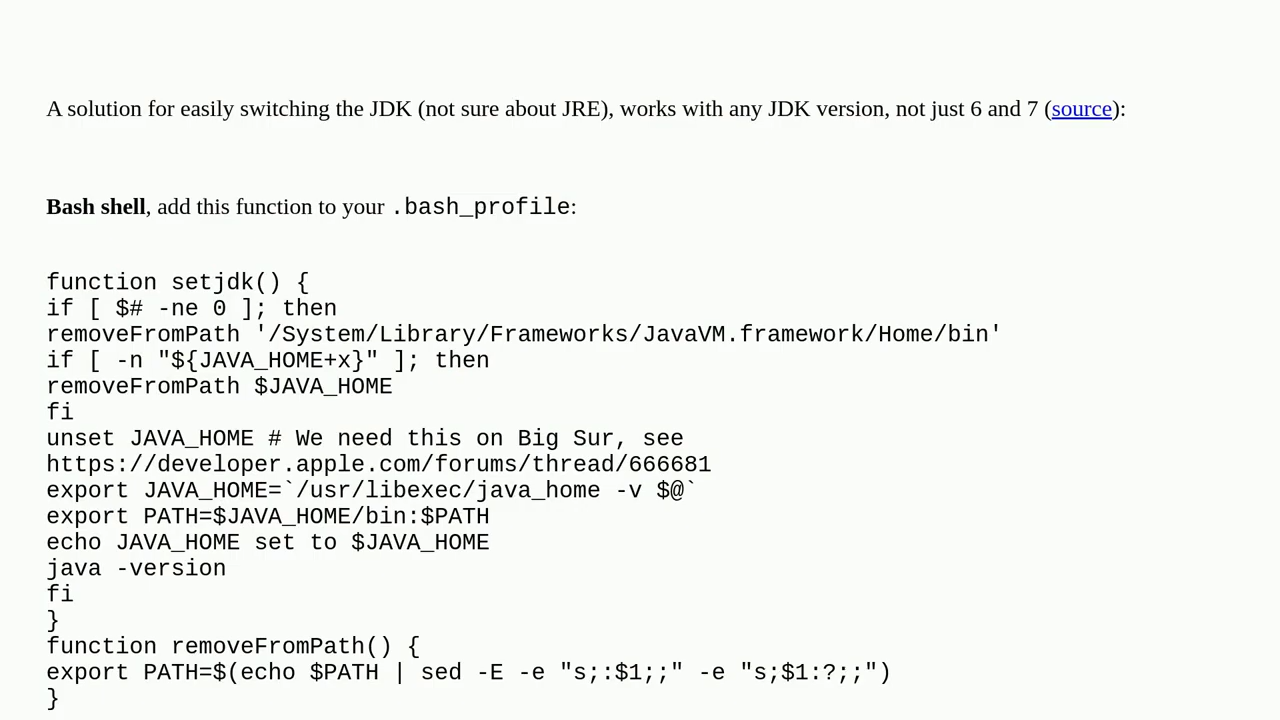 A solution for easily switching the JDK (not sure about JRE), works with any JDK version, not just 6 and 7 (source):
Bash shell, add this function to your .bash_profile:
function setjdk() {
if [ $# -ne 0 ]; then
removeFromPath '/System/Library/Frameworks/JavaVM.framework/Home/bin'
if [ -n "${JAVA_HOME+x}" ]; then
removeFromPath $JAVA_HOME
fi
unset JAVA_HOME # We need this on Big Sur, see
https://developer.apple.com/forums/thread/666681
export JAVA_HOME=`/usr/libexec/java_home -v $@`
export PATH=$JAVA_HOME/bin:$PATH
echo JAVA_HOME set to $JAVA_HOME
java -version
fi
}
function removeFromPath() {
export PATH=$(echo $PATH | sed -E -e "s;:$1;;" -e "s;$1:?;;")
}